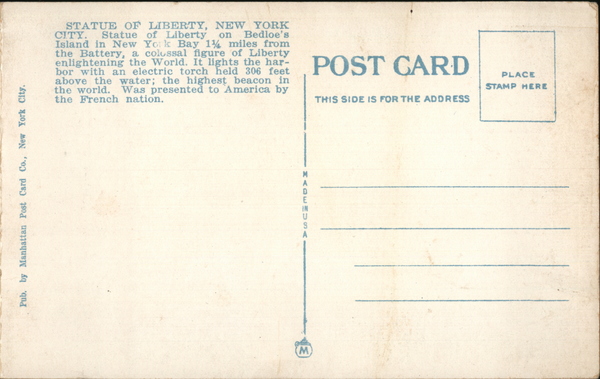 STATUE OF LIBERTY, NEW YORK
CITY. Statue of Liberty on Bedloe's
Island in New York Bay 1¼ miles from
the Battery, a colossal figure of Liberty
enlightening the World. It lights the har-
bor with an electric torch held 306 feet
above the water; the highest beacon in
the world. Was presented to America by
the French nation.
Pub. by Manhattan Post Card Co., New York City.
MADE IN USA
M
POST CARD
THIS SIDE IS FOR THE ADDRESS
PLACE
STAMP HERE